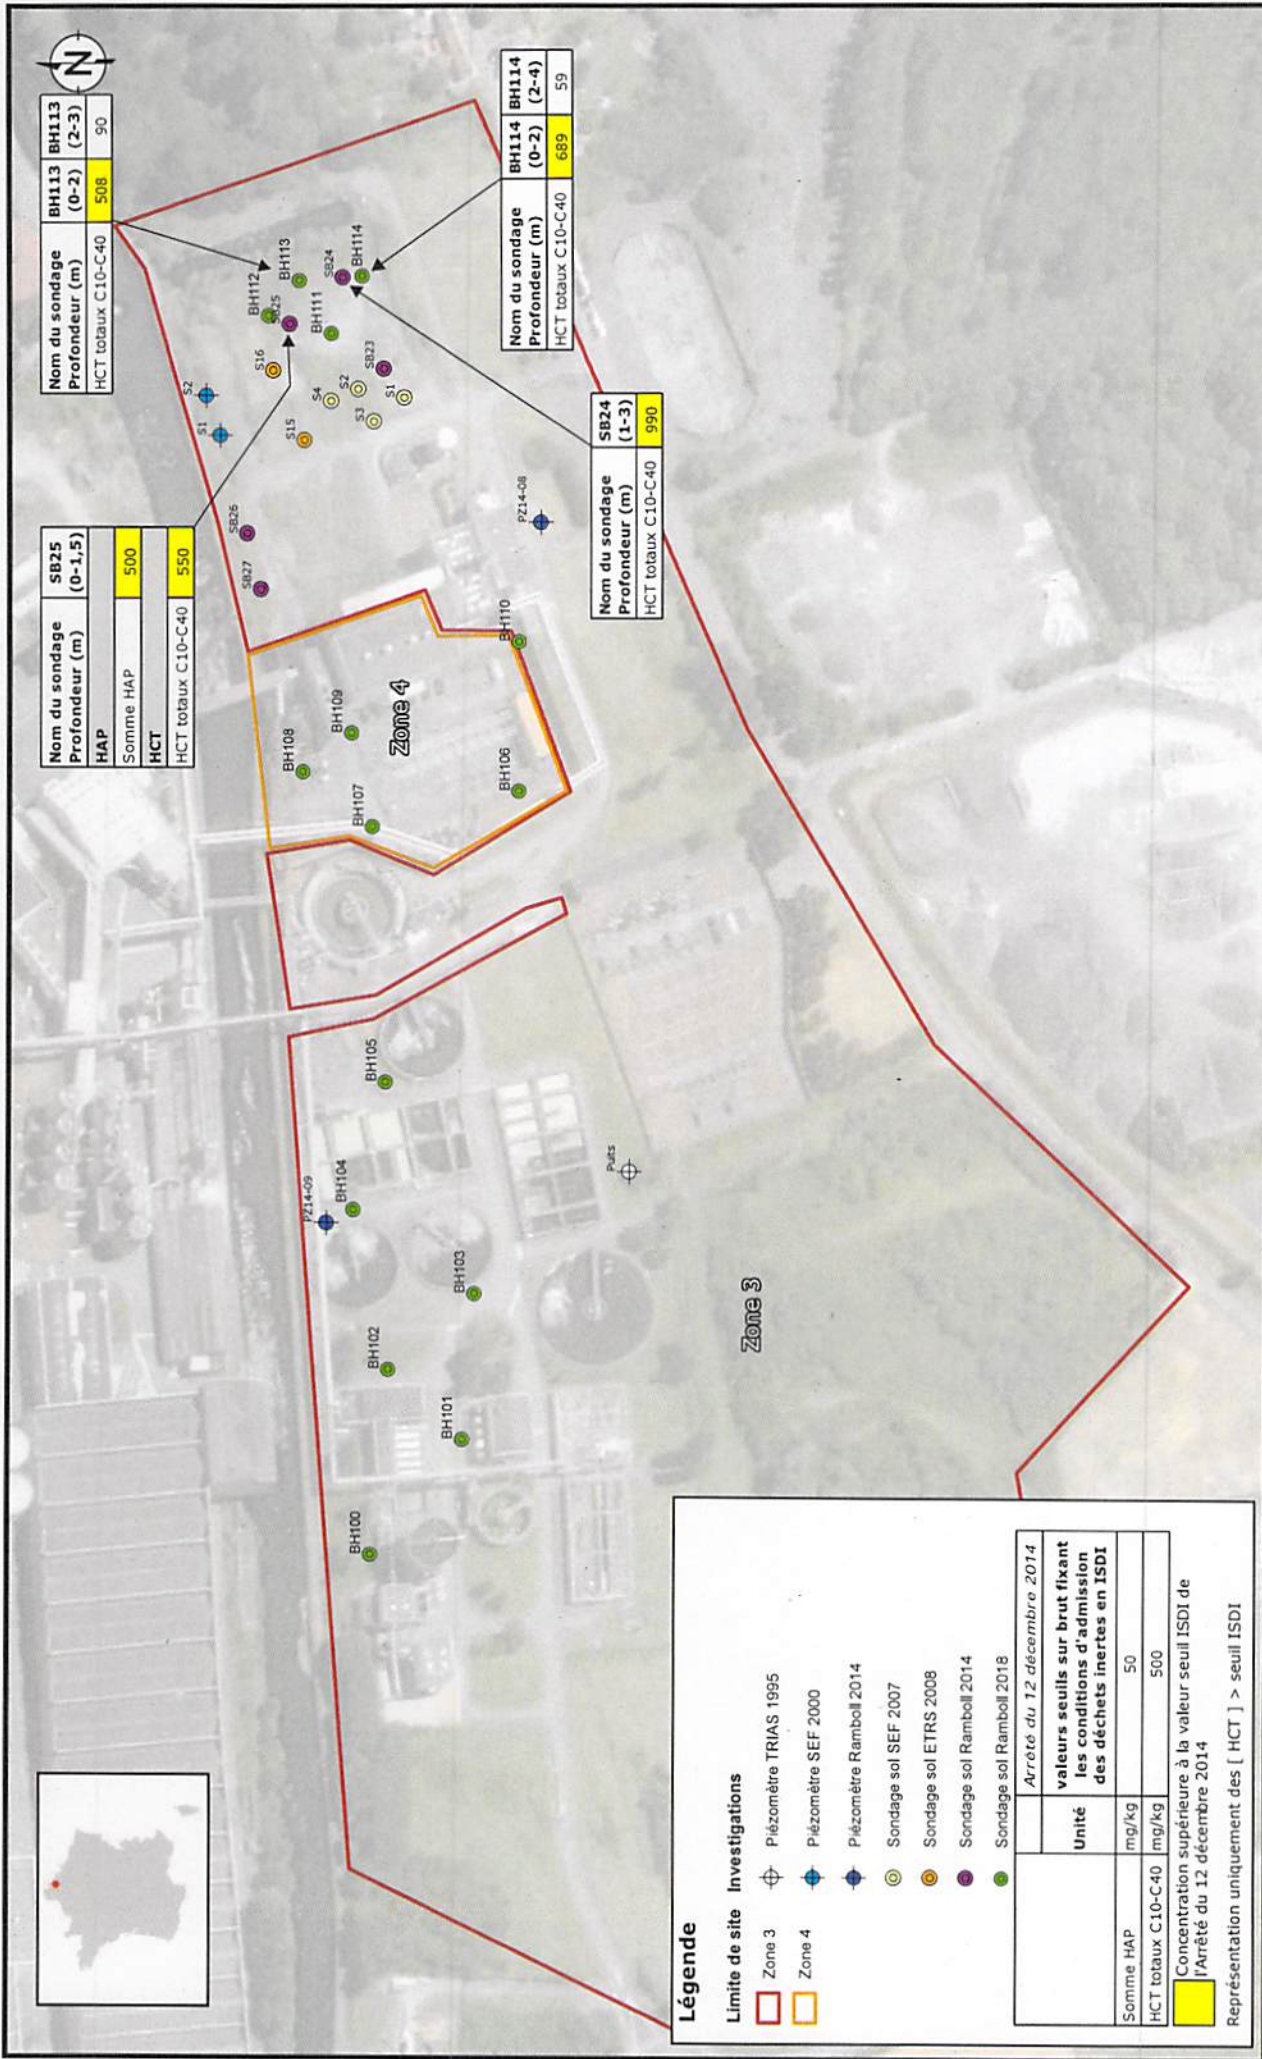 N
Nom du sondage SB25
Profondeur (m) (0-1,5)
HAP
Somme HAP 500
HCT
HCT totaux C10-C40 550
Nom du sondage BH113 BH113
Profondeur (m) (0-2) (2-3)
HCT totaux C10-C40 508 90
Nom du sondage BH114 BH114
Profondeur (m) (0-2) (2-4)
HCT totaux C10-C40 689 59
Nom du sondage SB24
Profondeur (m) (1-3)
HCT totaux C10-C40 990
S1
S2
SB27
SB26
S15
S16
BH112
SB25
BH113
BH111
SB24
BH114
S4
S2
S3
SB23
S1
PZ14-08
BH110
BH108
BH109
Zone 4
BH107
BH106
BH105
PZ14-09
BH104
BH103
BH102
BH101
BH100
Puits
Zone 3
Légende
Limite de site
Zone 3
Zone 4
Investigations
Piézomètre TRIAS 1995
Piézomètre SEF 2000
Piézomètre Ramboll 2014
Sondage sol SEF 2007
Sondage sol ETRS 2008
Sondage sol Ramboll 2014
Sondage sol Ramboll 2018
Arrêté du 12 décembre 2014
Unité
valeurs seuils sur brut fixant
les conditions d'admission
des déchets inertes en ISDI
Somme HAP mg/kg 50
HCT totaux C10-C40 mg/kg 500
Concentration supérieure à la valeur seuil ISDI de
l'Arrêté du 12 décembre 2014
Représentation uniquement des [ HCT ] > seuil ISDI